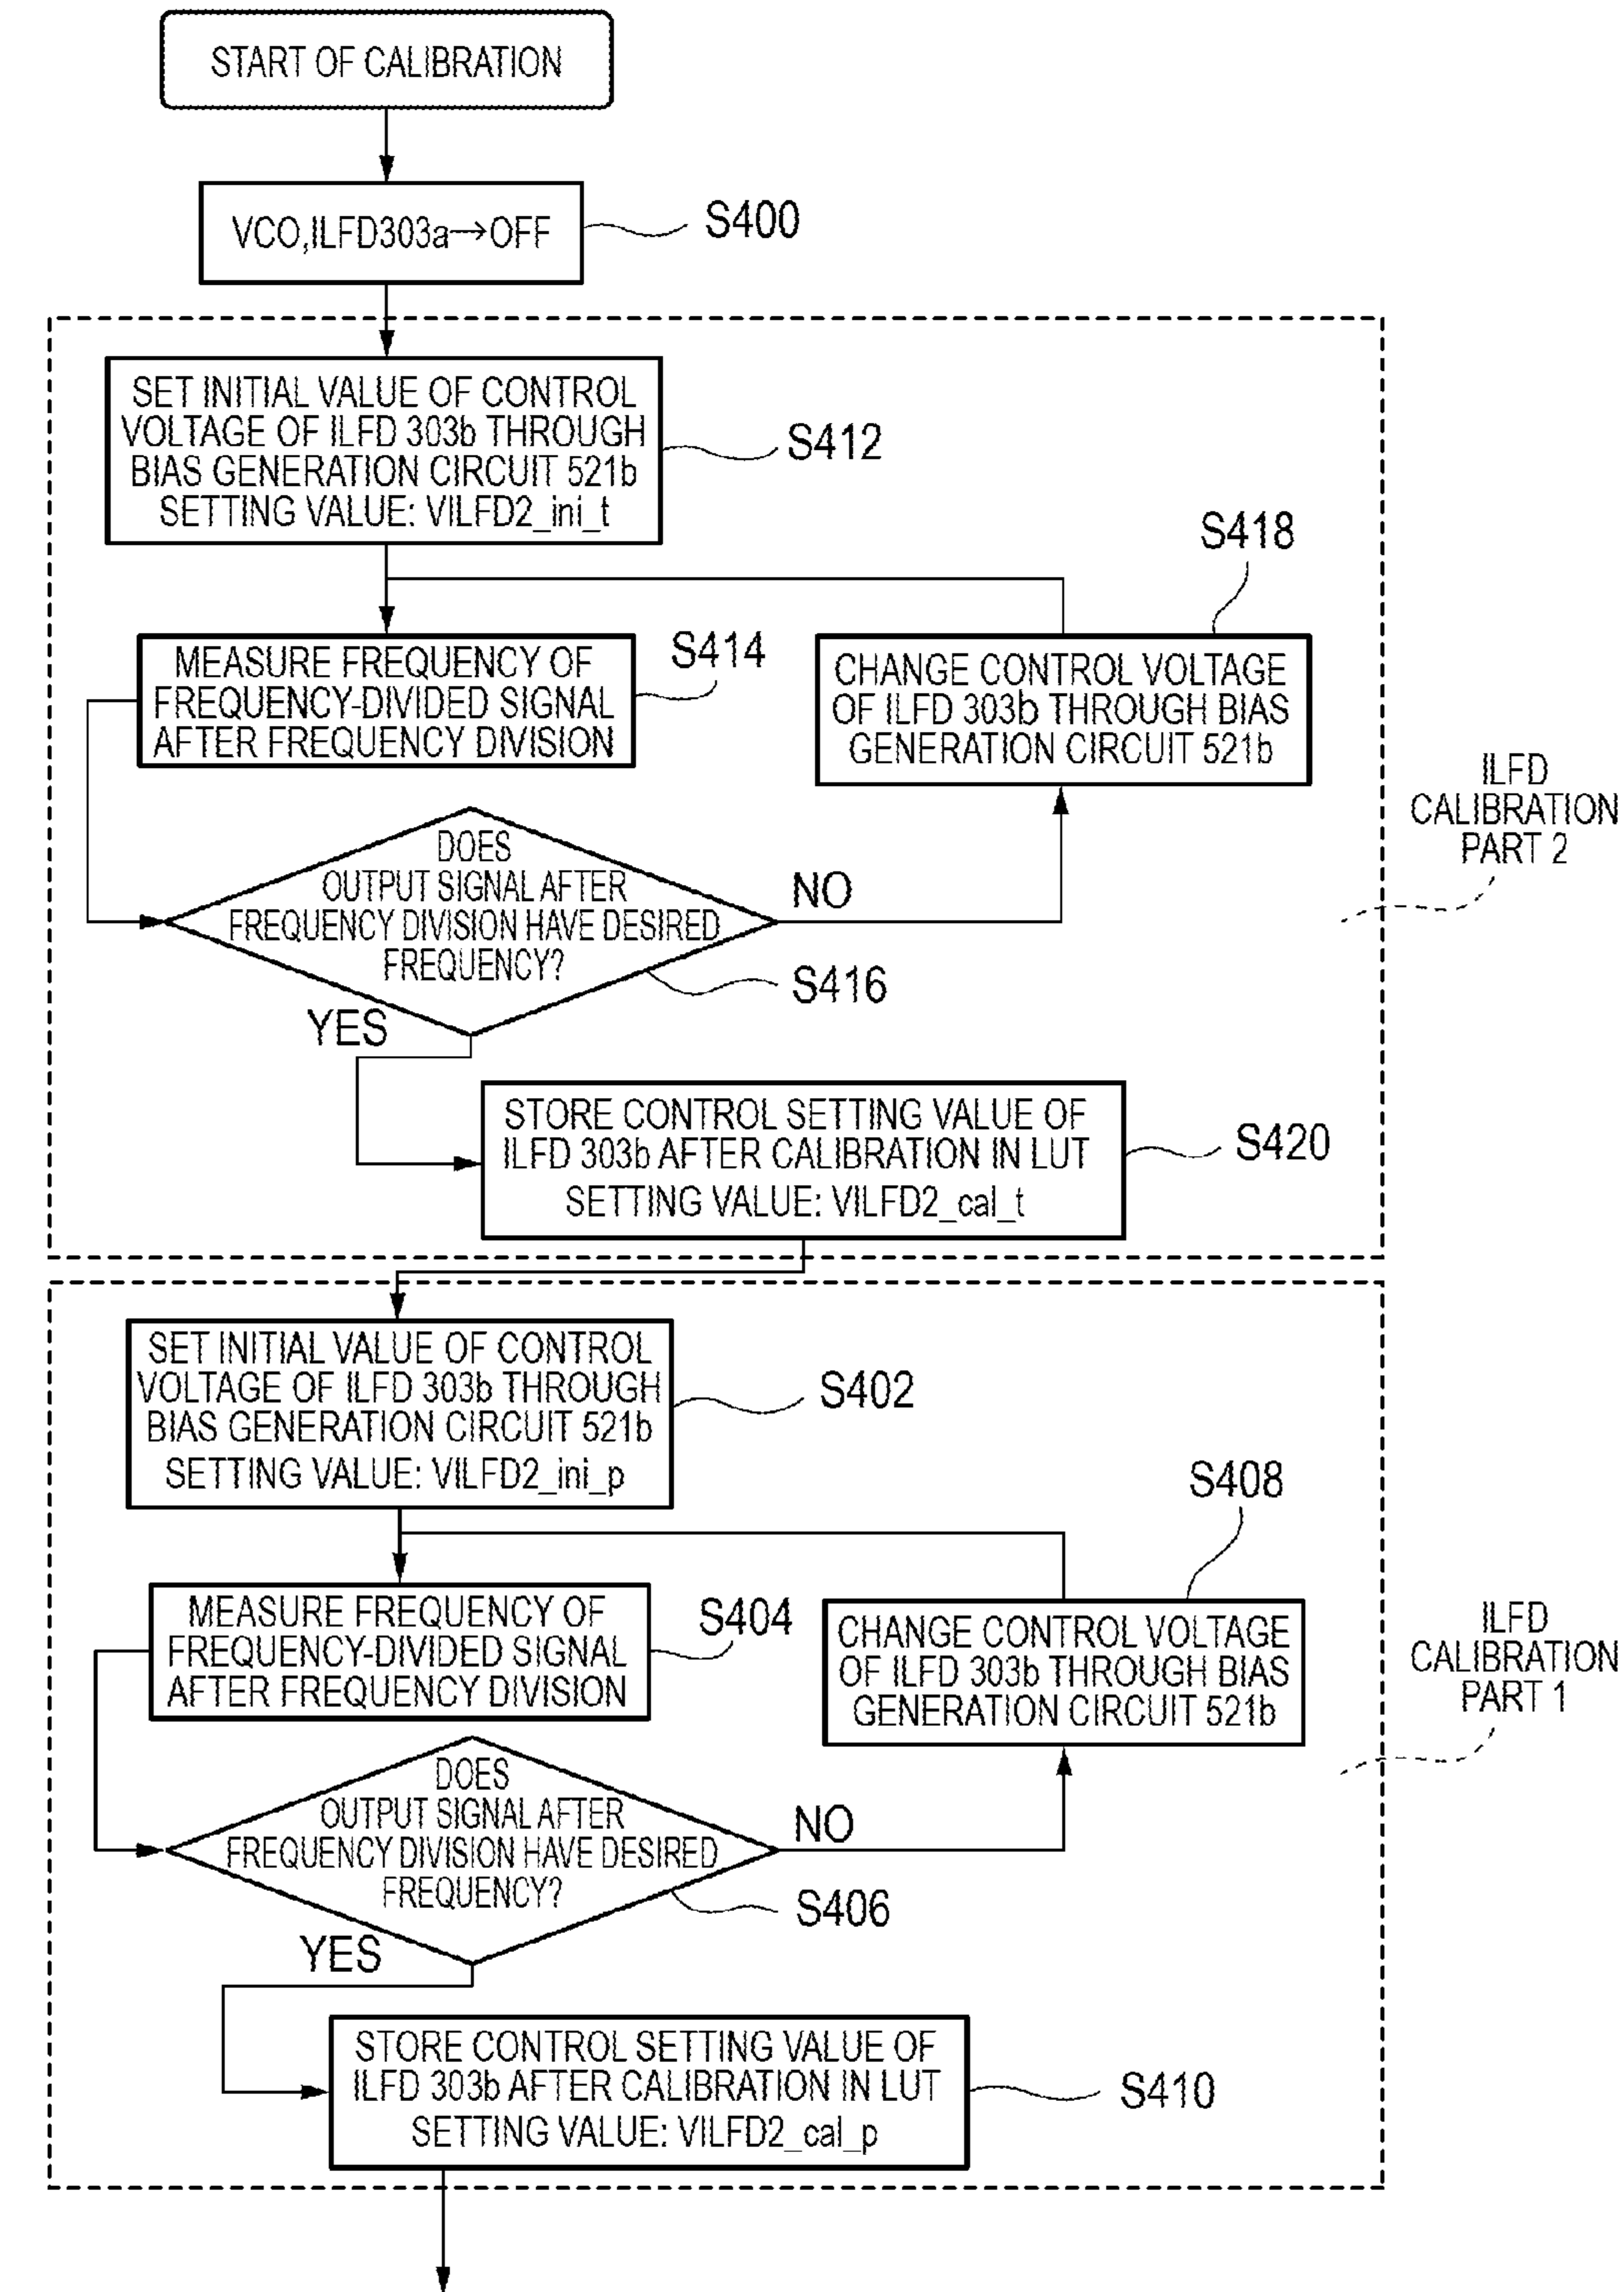 START OF CALIBRATION
VCO,ILFD303a→OFF
S400
SET INITIAL VALUE OF CONTROL
VOLTAGE OF ILFD 303b THROUGH
BIAS GENERATION CIRCUIT 521b
SETTING VALUE: VILFD2_ini_t
S412
S418
MEASURE FREQUENCY OF
FREQUENCY-DIVIDED SIGNAL
AFTER FREQUENCY DIVISION
S414
CHANGE CONTROL VOLTAGE
OF ILFD 303b THROUGH BIAS
GENERATION CIRCUIT 521b
ILFD
CALIBRATION
PART 2
DOES
OUTPUT SIGNAL AFTER
FREQUENCY DIVISION HAVE DESIRED
FREQUENCY?
NO
S416
YES
STORE CONTROL SETTING VALUE OF
ILFD 303b AFTER CALIBRATION IN LUT
SETTING VALUE: VILFD2_cal_t
S420
SET INITIAL VALUE OF CONTROL
VOLTAGE OF ILFD 303b THROUGH
BIAS GENERATION CIRCUIT 521b
SETTING VALUE: VILFD2_ini_p
S402
S408
MEASURE FREQUENCY OF
FREQUENCY-DIVIDED SIGNAL
AFTER FREQUENCY DIVISION
S404
CHANGE CONTROL VOLTAGE
OF ILFD 303b THROUGH BIAS
GENERATION CIRCUIT 521b
ILFD
CALIBRATION
PART 1
DOES
OUTPUT SIGNAL AFTER
FREQUENCY DIVISION HAVE DESIRED
FREQUENCY?
NO
S406
YES
STORE CONTROL SETTING VALUE OF
ILFD 303b AFTER CALIBRATION IN LUT
SETTING VALUE: VILFD2_cal_p
S410